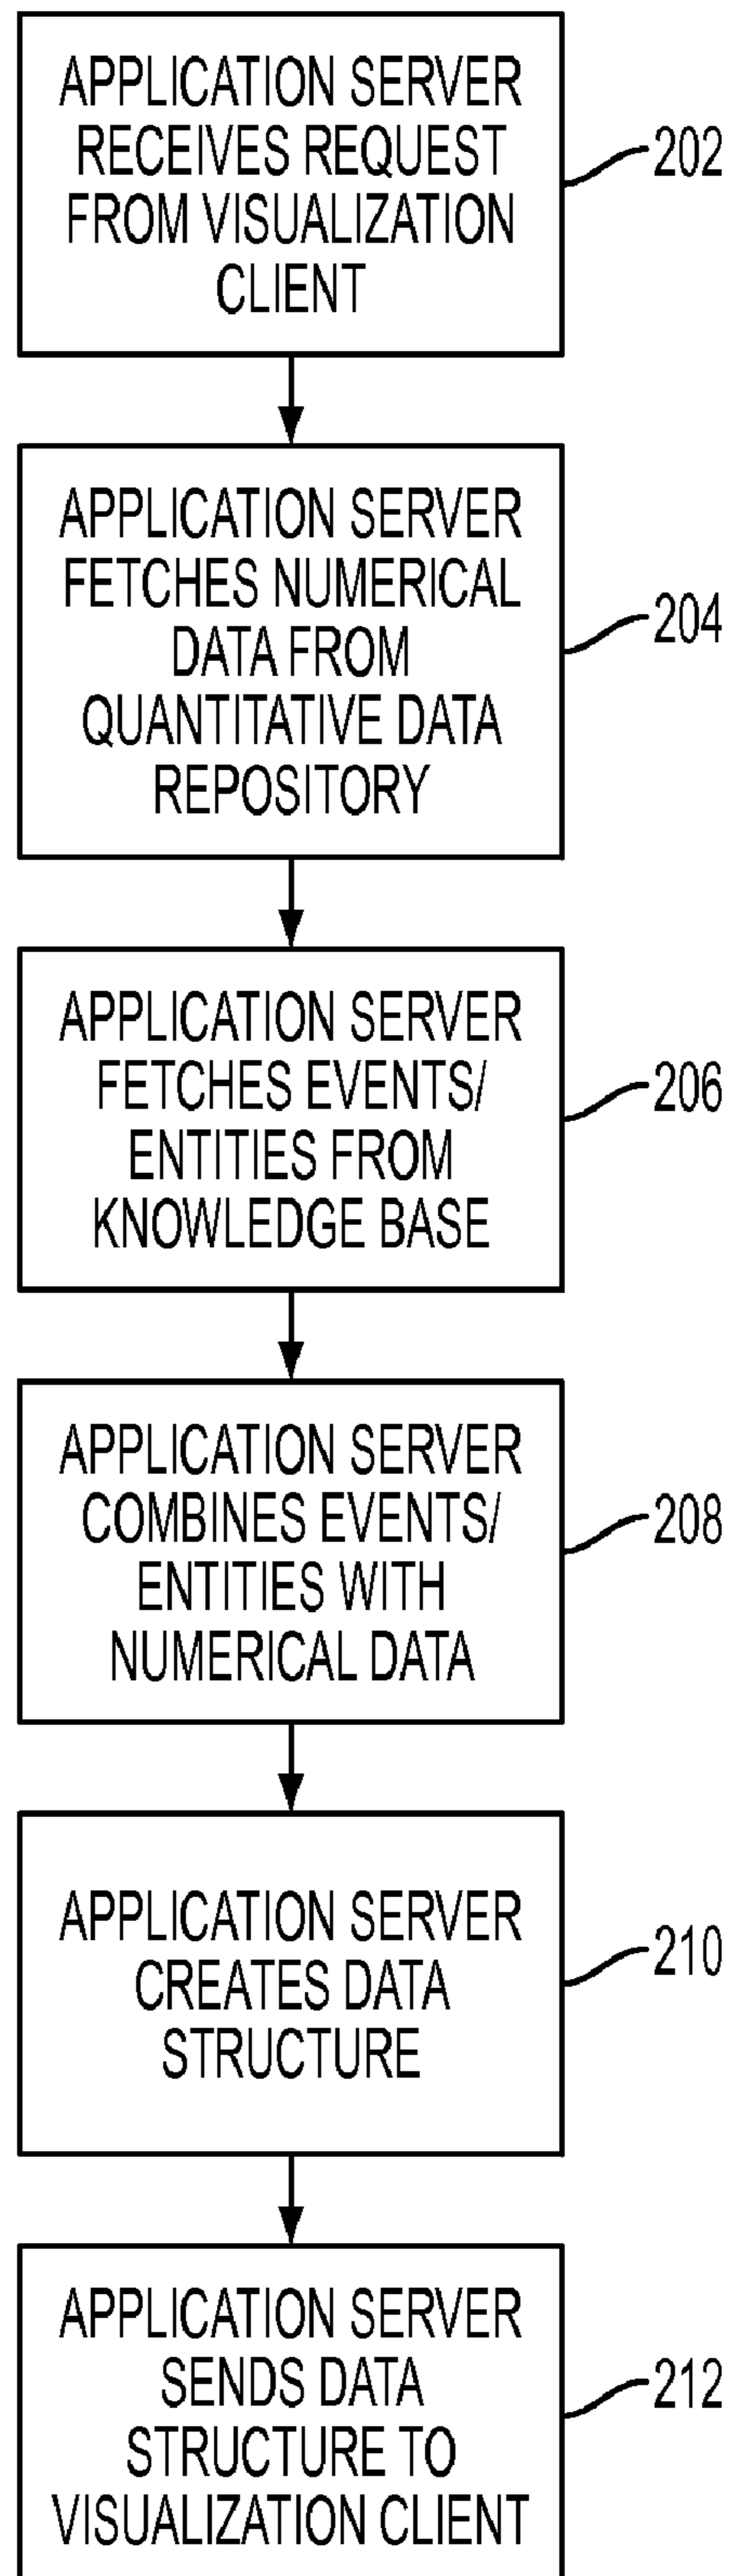 APPLICATION SERVER
RECEIVES REQUEST
FROM VISUALIZATION
CLIENT
202
APPLICATION SERVER
FETCHES NUMERICAL
DATA FROM
QUANTITATIVE DATA
REPOSITORY
204
APPLICATION SERVER
FETCHES EVENTS/
ENTITIES FROM
KNOWLEDGE BASE
206
APPLICATION SERVER
COMBINES EVENTS/
ENTITIES WITH
NUMERICAL DATA
208
APPLICATION SERVER
CREATES DATA
STRUCTURE
210
APPLICATION SERVER
SENDS DATA
STRUCTURE TO
VISUALIZATION CLIENT
212